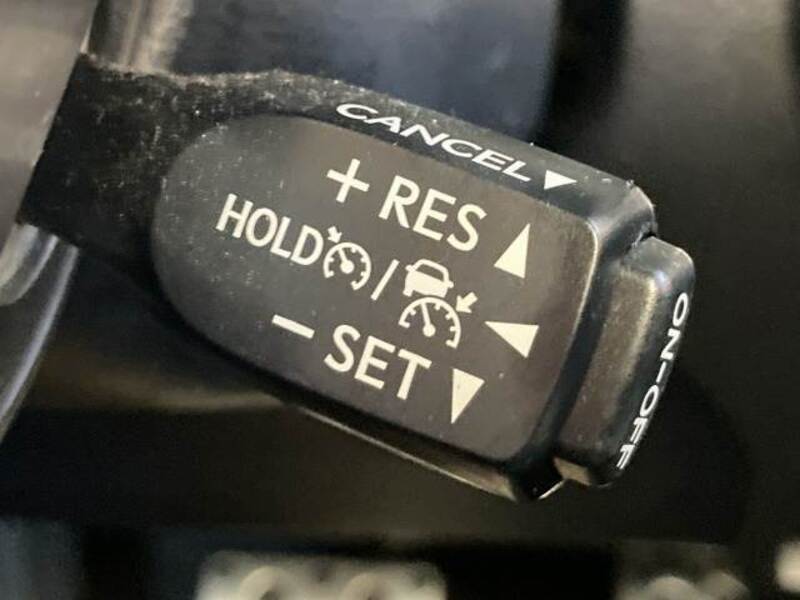 CANCEL
+ RES
HOLD /
- SET
ON-OFF